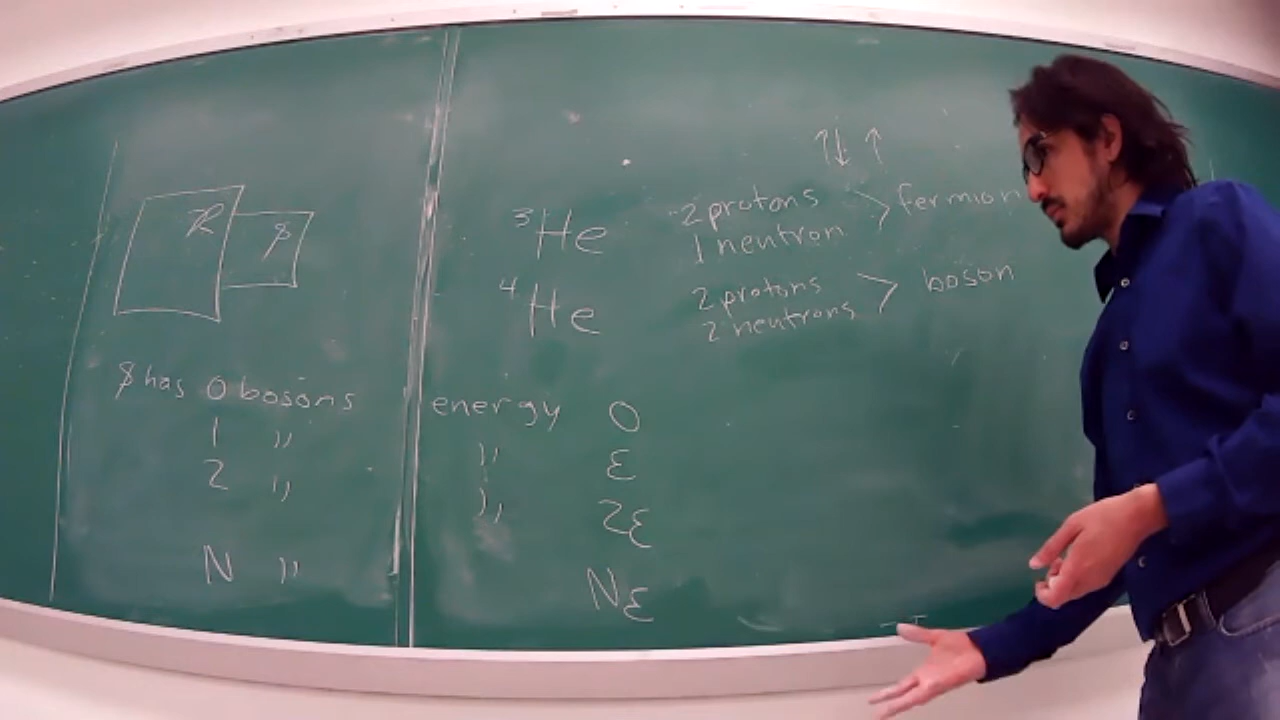 R $
$ has 0 bosons energy 0
1 ,, ,, ε
2 ,, ,, 2ε
N ,, Nε
↑↓ ↑
³He 2 protons > fermion
1 neutron
⁴He 2 protons > boson
2 neutrons